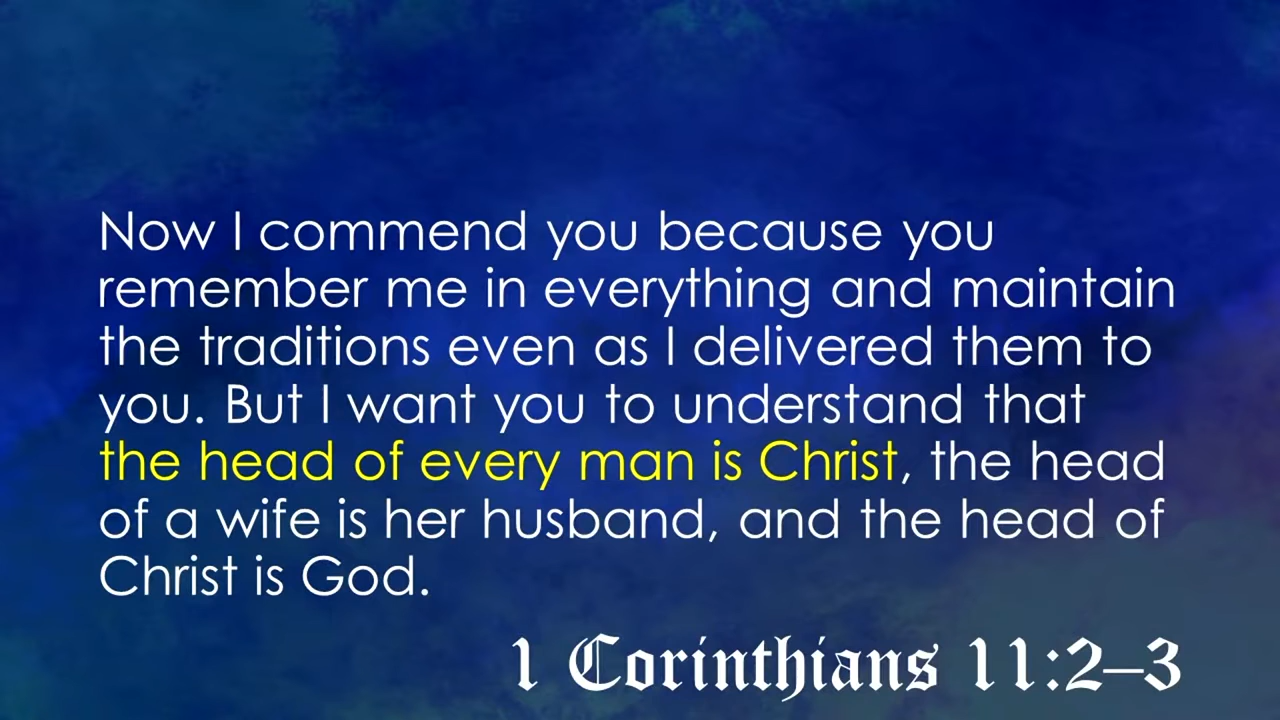 Now I commend you because you
remember me in everything and maintain
the traditions even as I delivered them to
you. But I want you to understand that
the head of every man is Christ, the head
of a wife is her husband, and the head of
Christ is God.
1 Corinthians 11:2–3